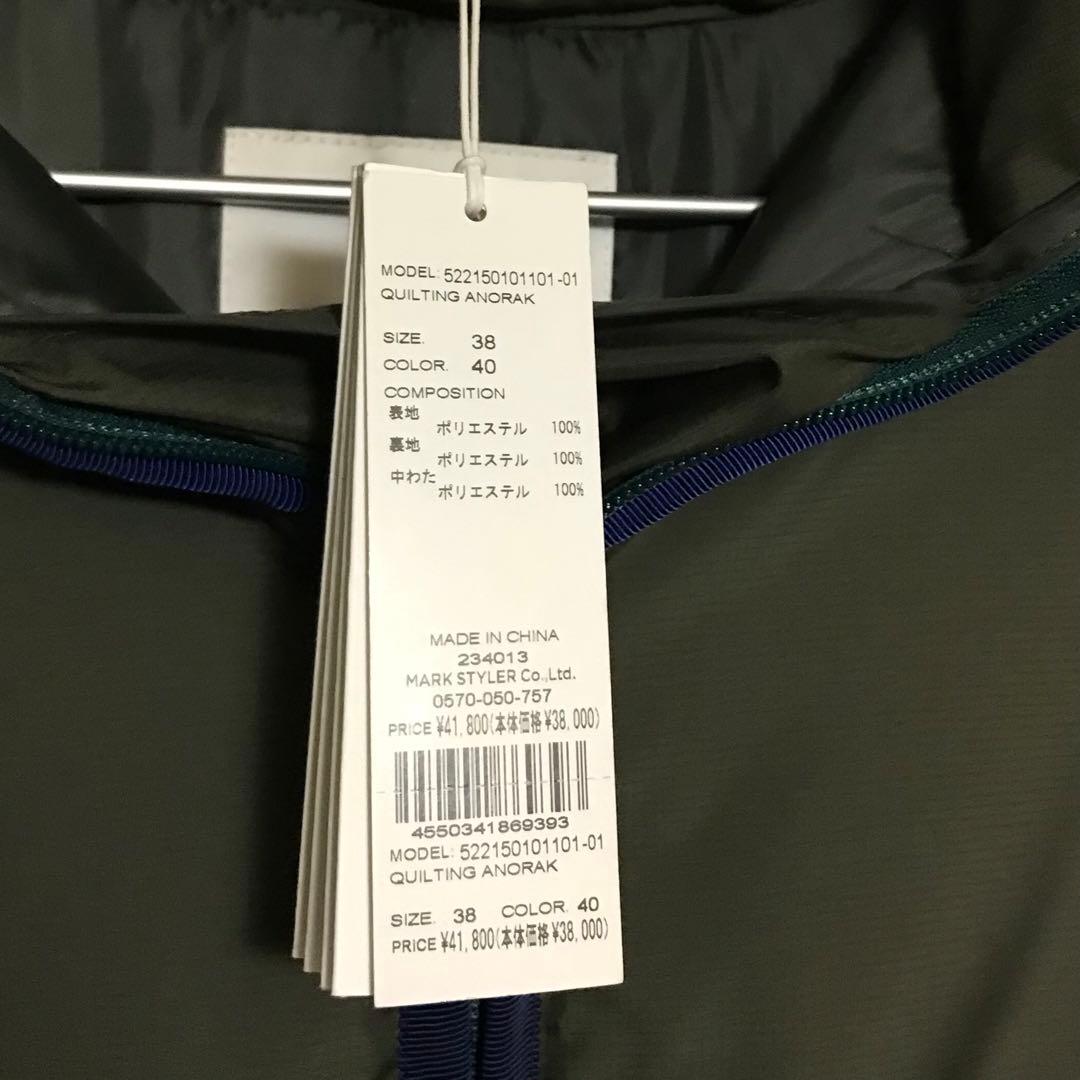 MODEL: 522150101101-01
QUILTING ANORAK
SIZE. 38
COLOR. 40
COMPOSITION
表地
ポリエステル 100%
裏地
ポリエステル 100%
中わた
ポリエステル 100%
MADE IN CHINA
234013
MARK STYLER Co.,Ltd.
0570-050-757
PRICE ¥41,800(本体価格¥38,000)
4550341869393
MODEL: 522150101101-01
QUILTING ANORAK
SIZE. 38 COLOR. 40
PRICE ¥41,800(本体価格¥38,000)